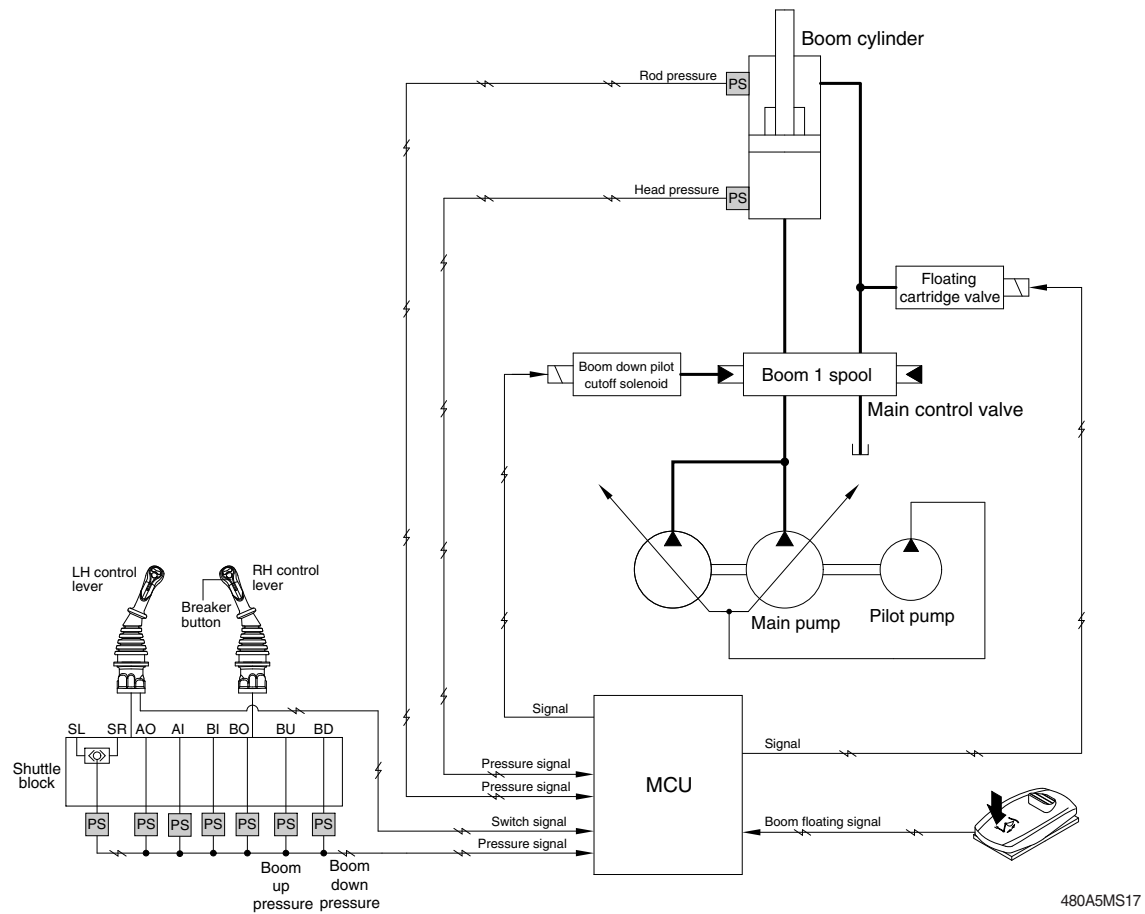 Boom cylinder
Rod pressure
PS
Head pressure
PS
Floating
cartridge valve
Boom down pilot
cutoff solenoid
Boom 1 spool
Main control valve
LH control
lever
RH control
lever
Breaker
button
Main pump
Pilot pump
Signal
Signal
SL
SR
AO
AI
BI
BO
BU
BD
Shuttle
block
Pressure signal
Pressure signal
MCU
Switch signal
Boom floating signal
PS
PS
PS
PS
PS
PS
PS
Pressure signal
Boom
up
pressure
Boom
down
pressure
480A5MS17